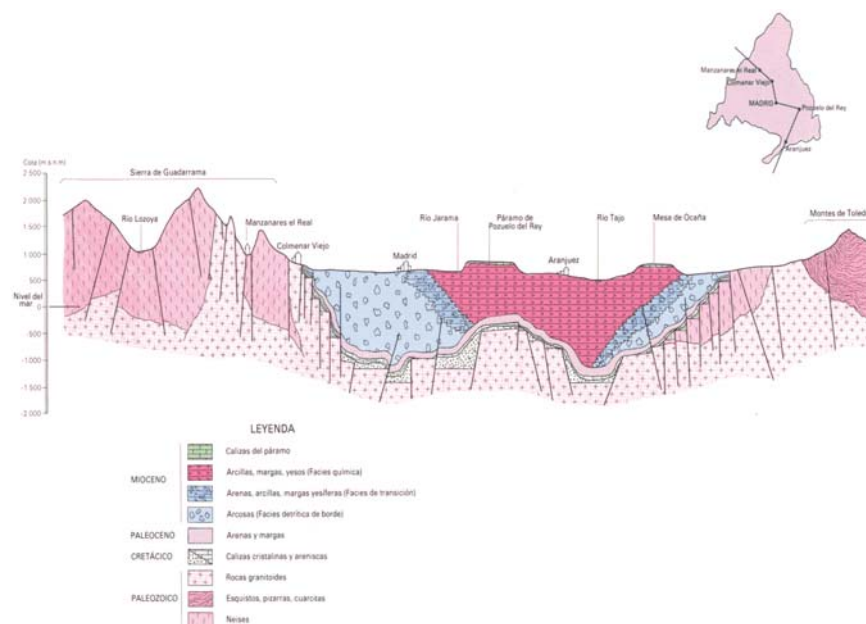 Manzanares el Real
Colmenar Viejo
MADRID
Pozuelo del Rey
Aranjuez
Cota (m s n m)
2 500
2 000
1 500
1 000
500
Nivel del
mar
0
-500
-1 000
-1 500
-2 000
Sierra de Guadarrama
Río Lozoya
Manzanares el Real
Colmenar Viejo
Madrid
Río Jarama
Páramo de
Pozuelo del Rey
Aranjuez
Río Tajo
Mesa de Ocaña
Montes de Toledo
LEYENDA
MIOCENO
Calizas del páramo
Arcillas, margas, yesos (Facies química)
Arenas, arcillas, margas yesíferas (Facies de transición)
Arcosas (Facies detrítica de borde)
PALEOCENO
Arenas y margas
CRETÁCICO
Calizas cristalinas y areniscas
PALEOZOICO
Rocas granitoides
Esquistos, pizarras, cuarcitas
Neises